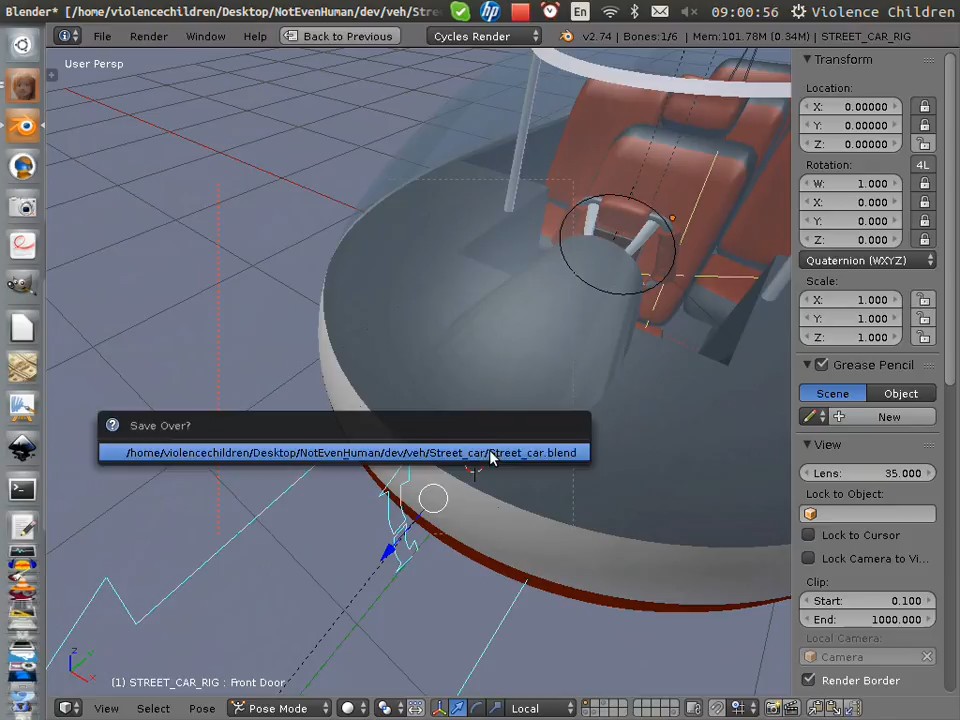 Blender* [/home/violencechildren/Desktop/NotEvenHuman/dev/veh/Stre
En
09:00:56
Violence Children
File
Render
Window
Help
Back to Previous
Cycles Render
v2.74 | Bones:1/6 | Mem:101.78M (0.34M) | STREET_CAR_RIG
User Persp
Transform
Location:
X: 0.00000
Y: 0.00000
Z: 0.00000
Rotation:
4L
W: 1.000
X: 0.000
Y: 0.000
Z: 0.000
Quaternion (WXYZ)
Scale:
X: 1.000
Y: 1.000
Z: 1.000
Grease Pencil
Scene
Object
New
View
Lens: 35.000
Lock to Object:
Lock to Cursor
Lock Camera to Vi...
Clip:
Start: 0.100
End: 1000.000
Local Camera:
Camera
Render Border
Save Over?
/home/violencechildren/Desktop/NotEvenHuman/dev/veh/Street_car/Street_car.blend
z
y
x
(1) STREET_CAR_RIG : Front Door
View
Select
Pose
Pose Mode
Local